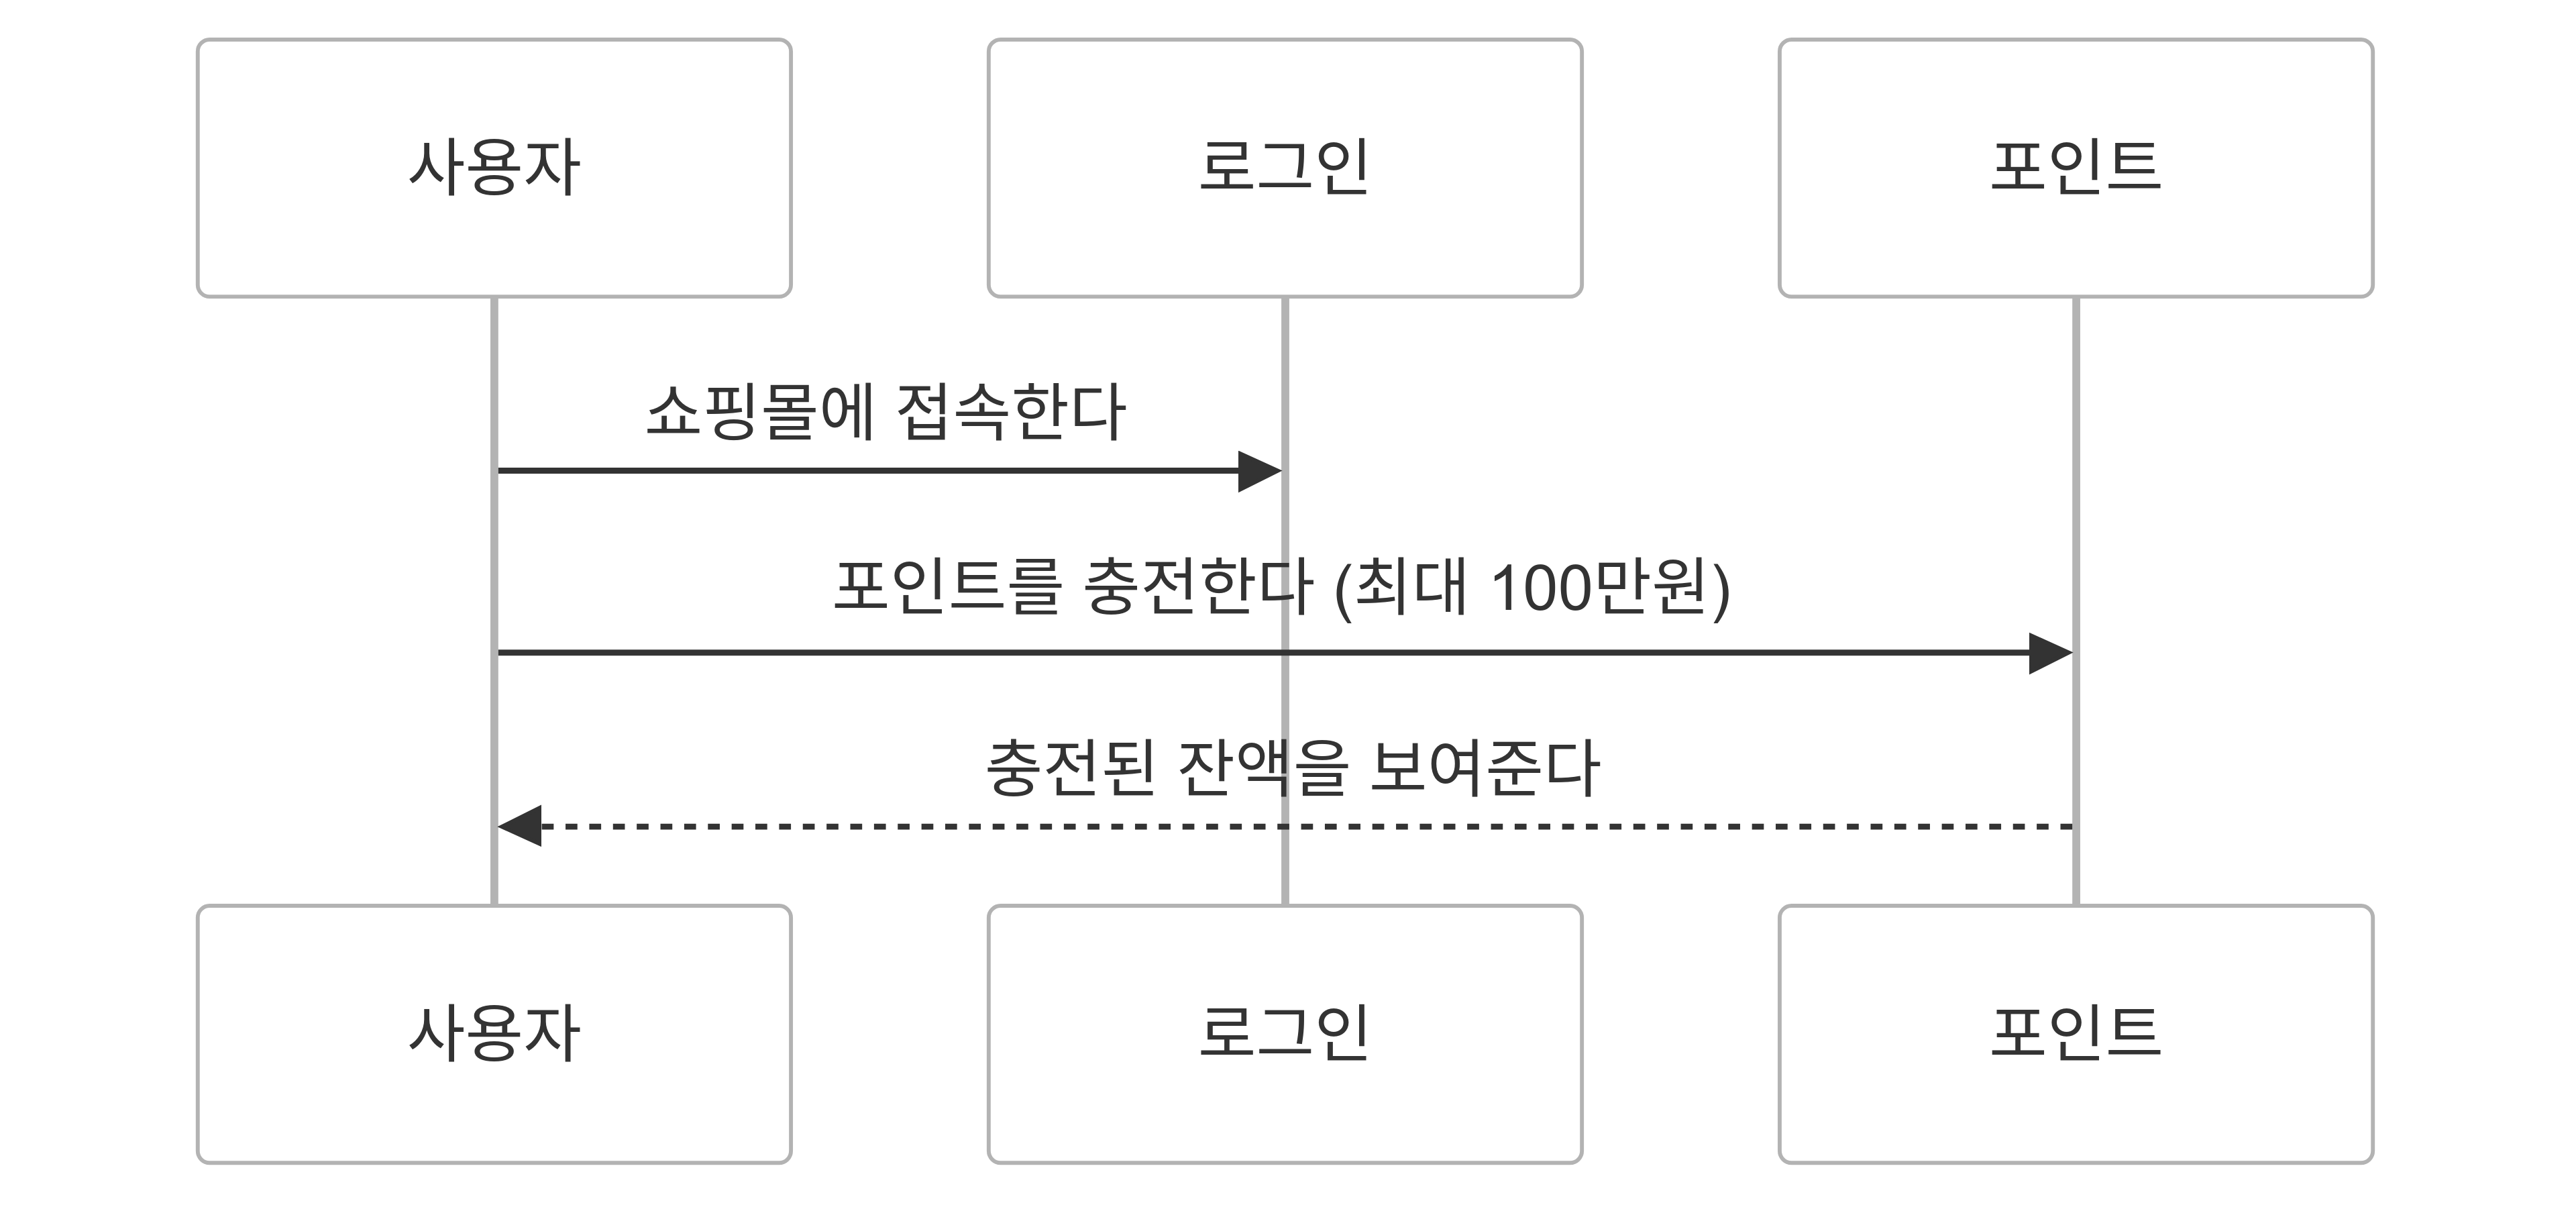 사용자
로그인
포인트
쇼핑몰에 접속한다
포인트를 충전한다 (최대 100만원)
충전된 잔액을 보여준다
사용자
로그인
포인트